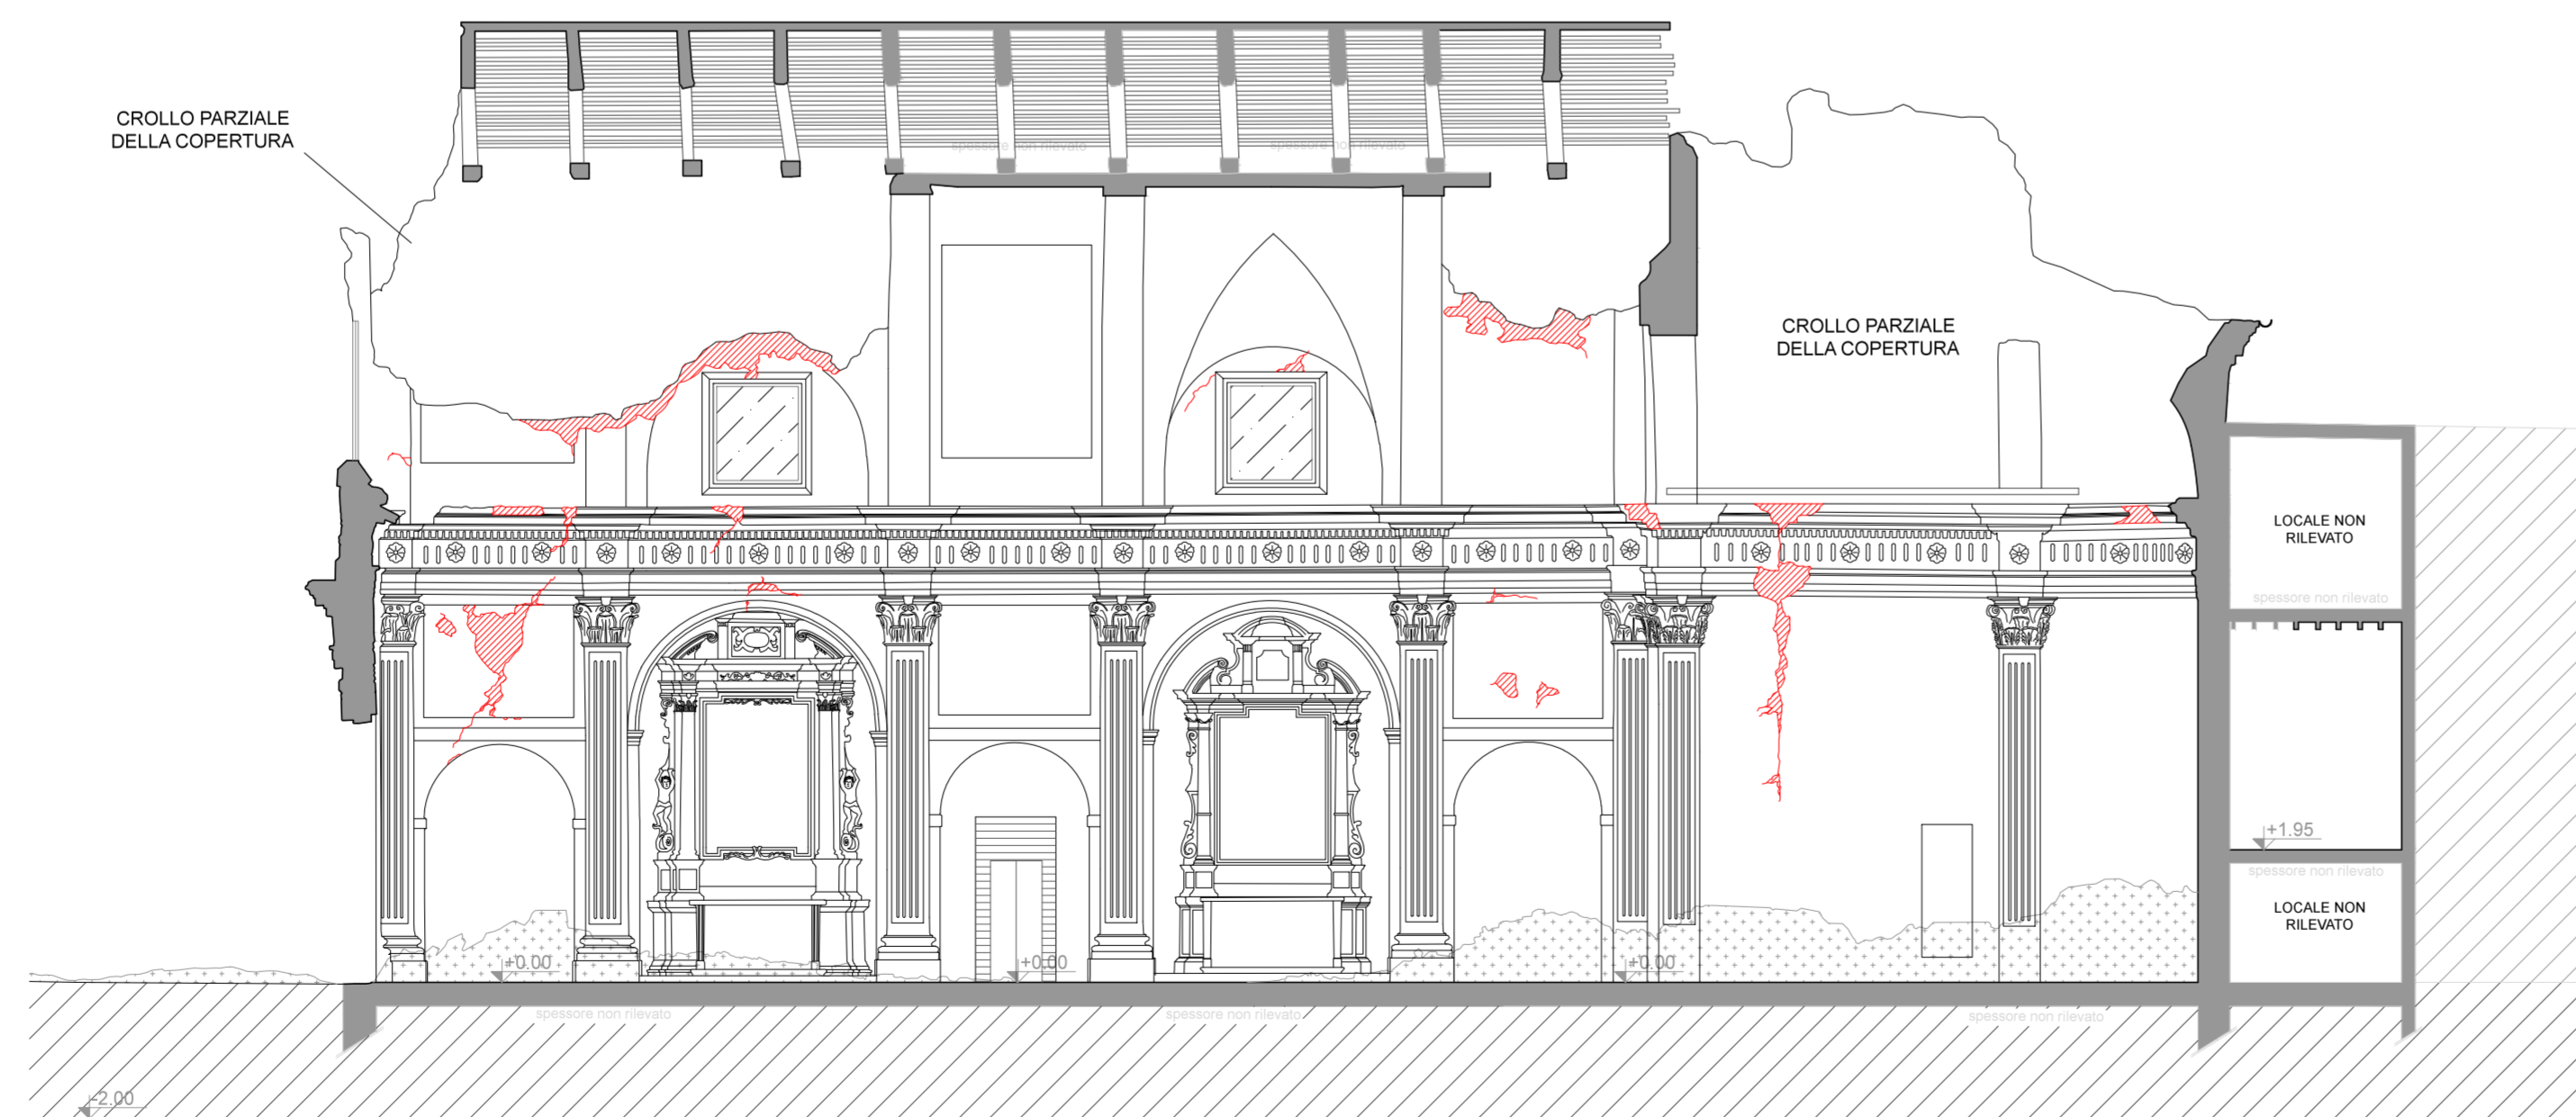 spessore non rilevato
spessore non rilevato
CROLLO PARZIALE
DELLA COPERTURA
CROLLO PARZIALE
DELLA COPERTURA
LOCALE NON
RILEVATO
spessore non rilevato
+1.95
spessore non rilevato
LOCALE NON
RILEVATO
+0.00
+0.00
+0.00
spessore non rilevato
spessore non rilevato
spessore non rilevato
-2.00